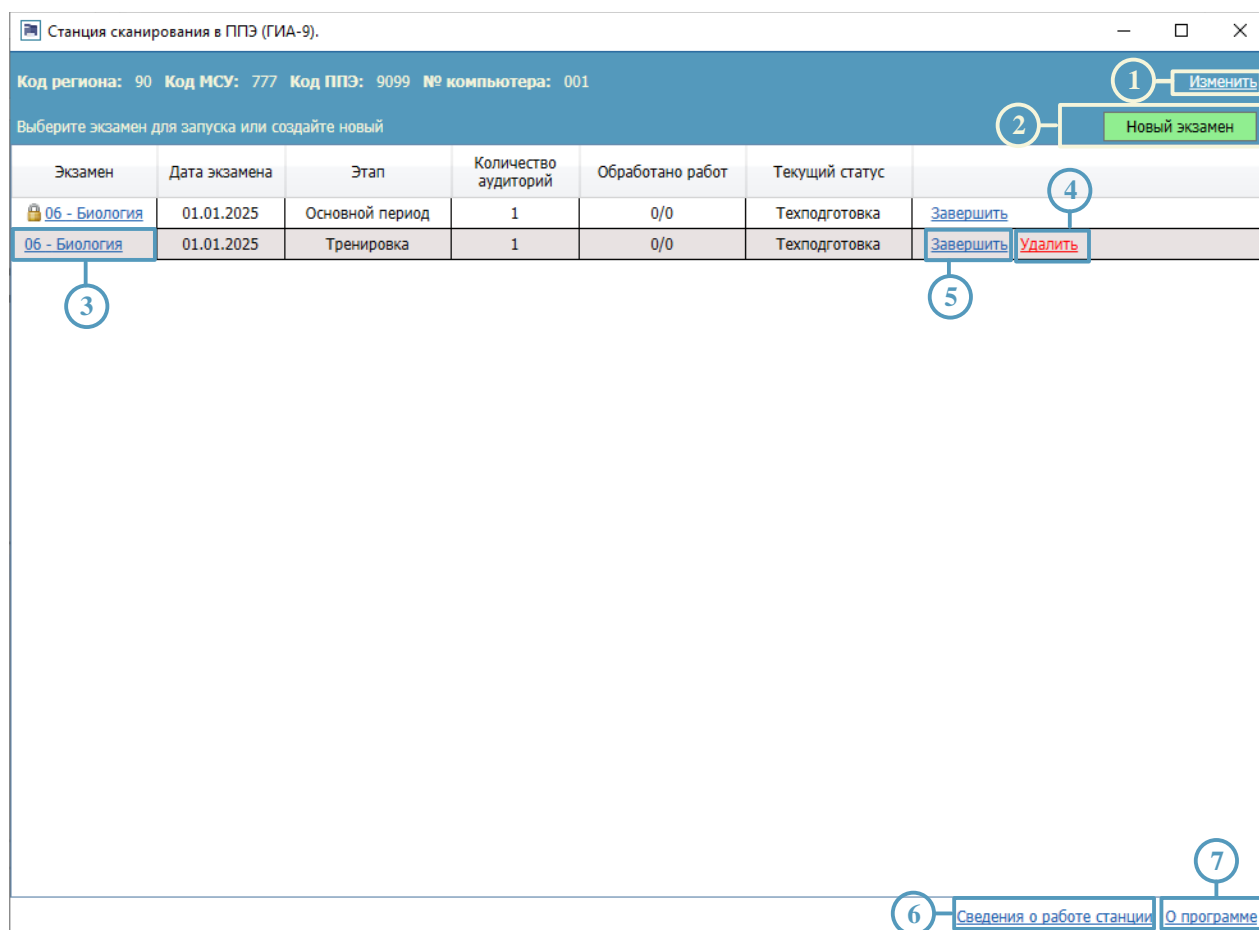 Станция сканирования в ППЭ (ГИА-9).
Код региона: 90 Код МСУ: 777 Код ППЭ: 9099 № компьютера: 001
1 Изменить
Выберите экзамен для запуска или создайте новый
2 Новый экзамен
Экзамен Дата экзамена Этап Количество аудиторий Обработано работ Текущий статус
4
06 - Биология 01.01.2025 Основной период 1 0/0 Техподготовка Завершить
06 - Биология 01.01.2025 Тренировка 1 0/0 Техподготовка Завершить Удалить
3 5
7
6 Сведения о работе станции О программе